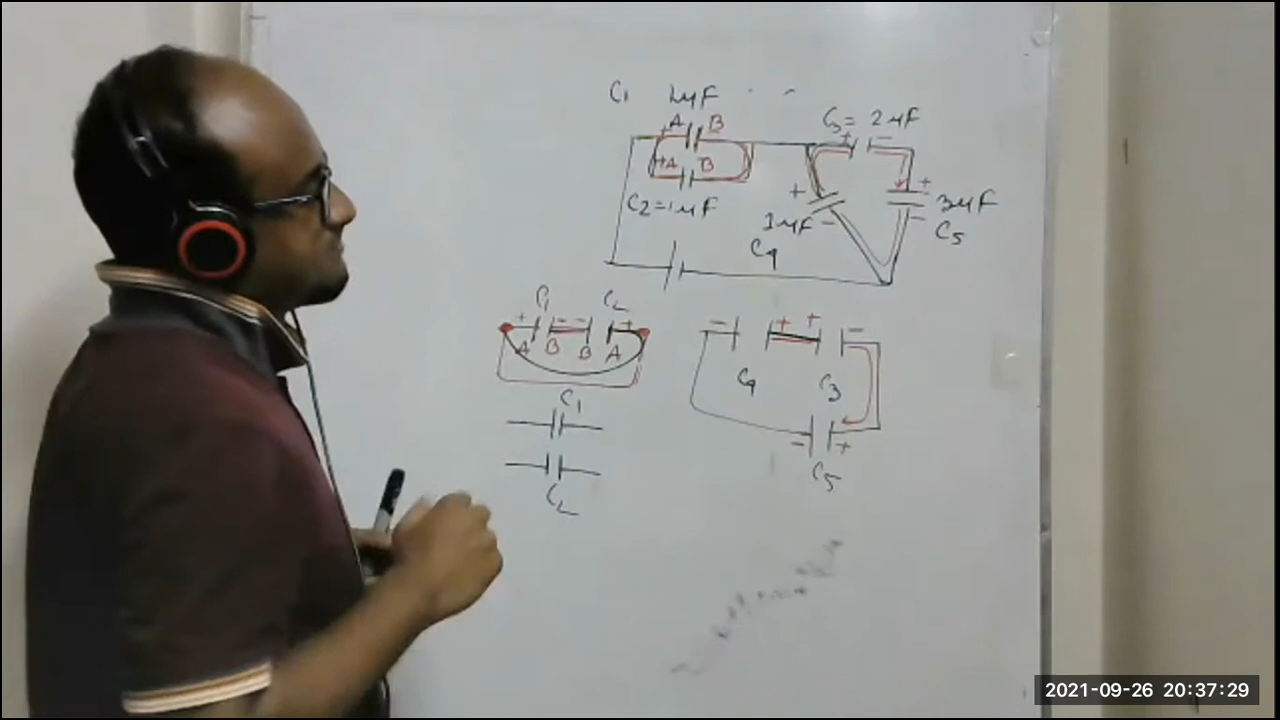 C1 1μF
A B
C3= 2μF
+ -
+A B
+ +
3μF
C2=1μF
1μF -
-
C5
C4
C1 C2
+ - - +
A B B A
- + + -
C4 C3
C1
- +
C5
C2
2021-09-26 20:37:29